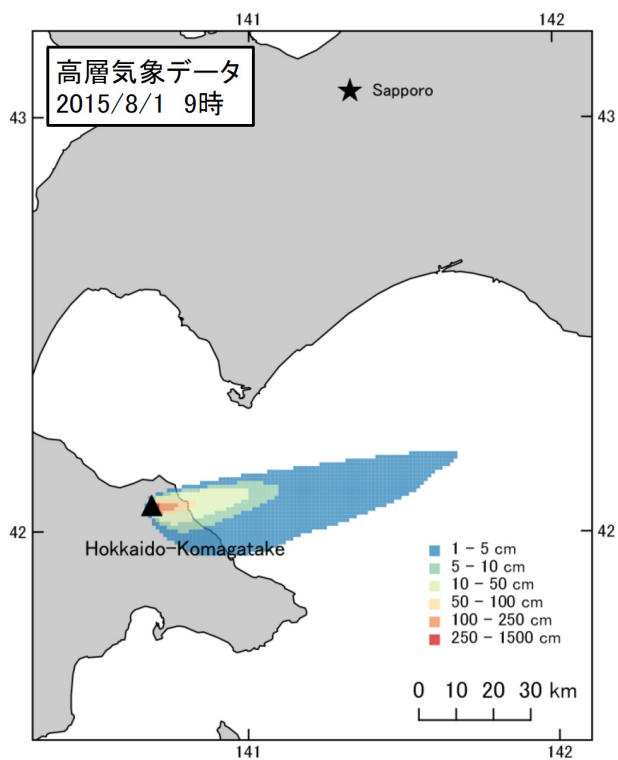 141
142
高層気象データ
2015/8/1 9時
Sapporo
43
43
42
42
Hokkaido-Komagatake
1 - 5 cm
5 - 10 cm
10 - 50 cm
50 - 100 cm
100 - 250 cm
250 - 1500 cm
0 10 20 30 km
141
142